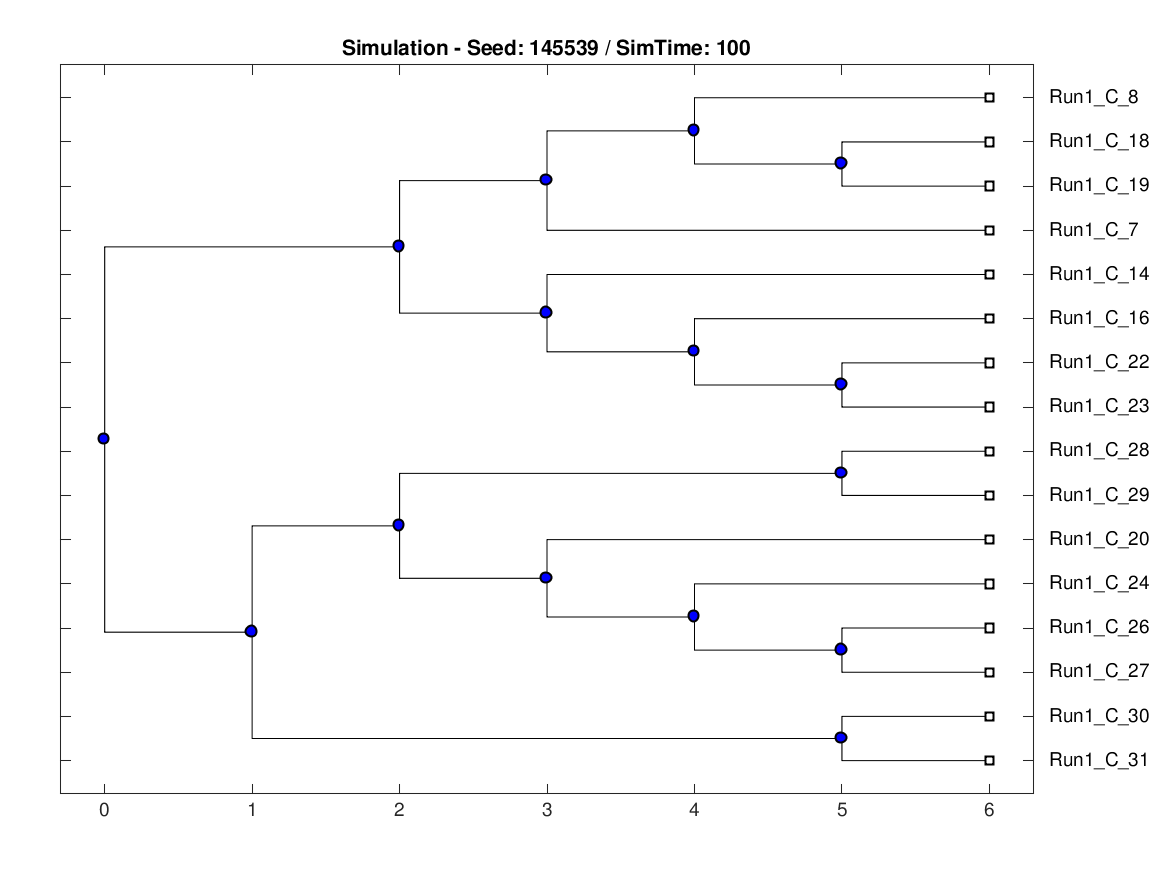 Simulation - Seed: 145539 / SimTime: 100
Run1_C_8
Run1_C_18
Run1_C_19
Run1_C_7
Run1_C_14
Run1_C_16
Run1_C_22
Run1_C_23
Run1_C_28
Run1_C_29
Run1_C_20
Run1_C_24
Run1_C_26
Run1_C_27
Run1_C_30
Run1_C_31
0 1 2 3 4 5 6